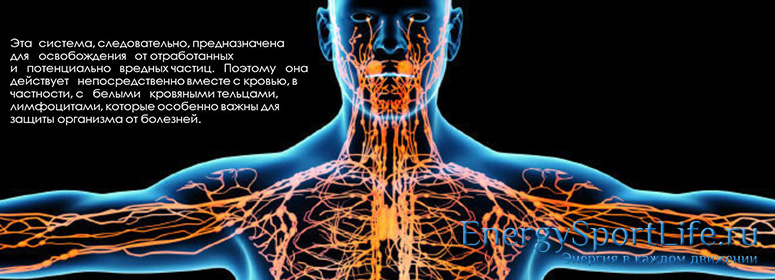 Эта система, следовательно, предназначена
для освобождения от отработанных
и потенциально вредных частиц. Поэтому она
действует непосредственно вместе с кровью, в
частности, с белыми кровяными тельцами,
лимфоцитами, которые особенно важны для
защиты организма от болезней.
EnergySportLife.ru
Энергия в каждом движении